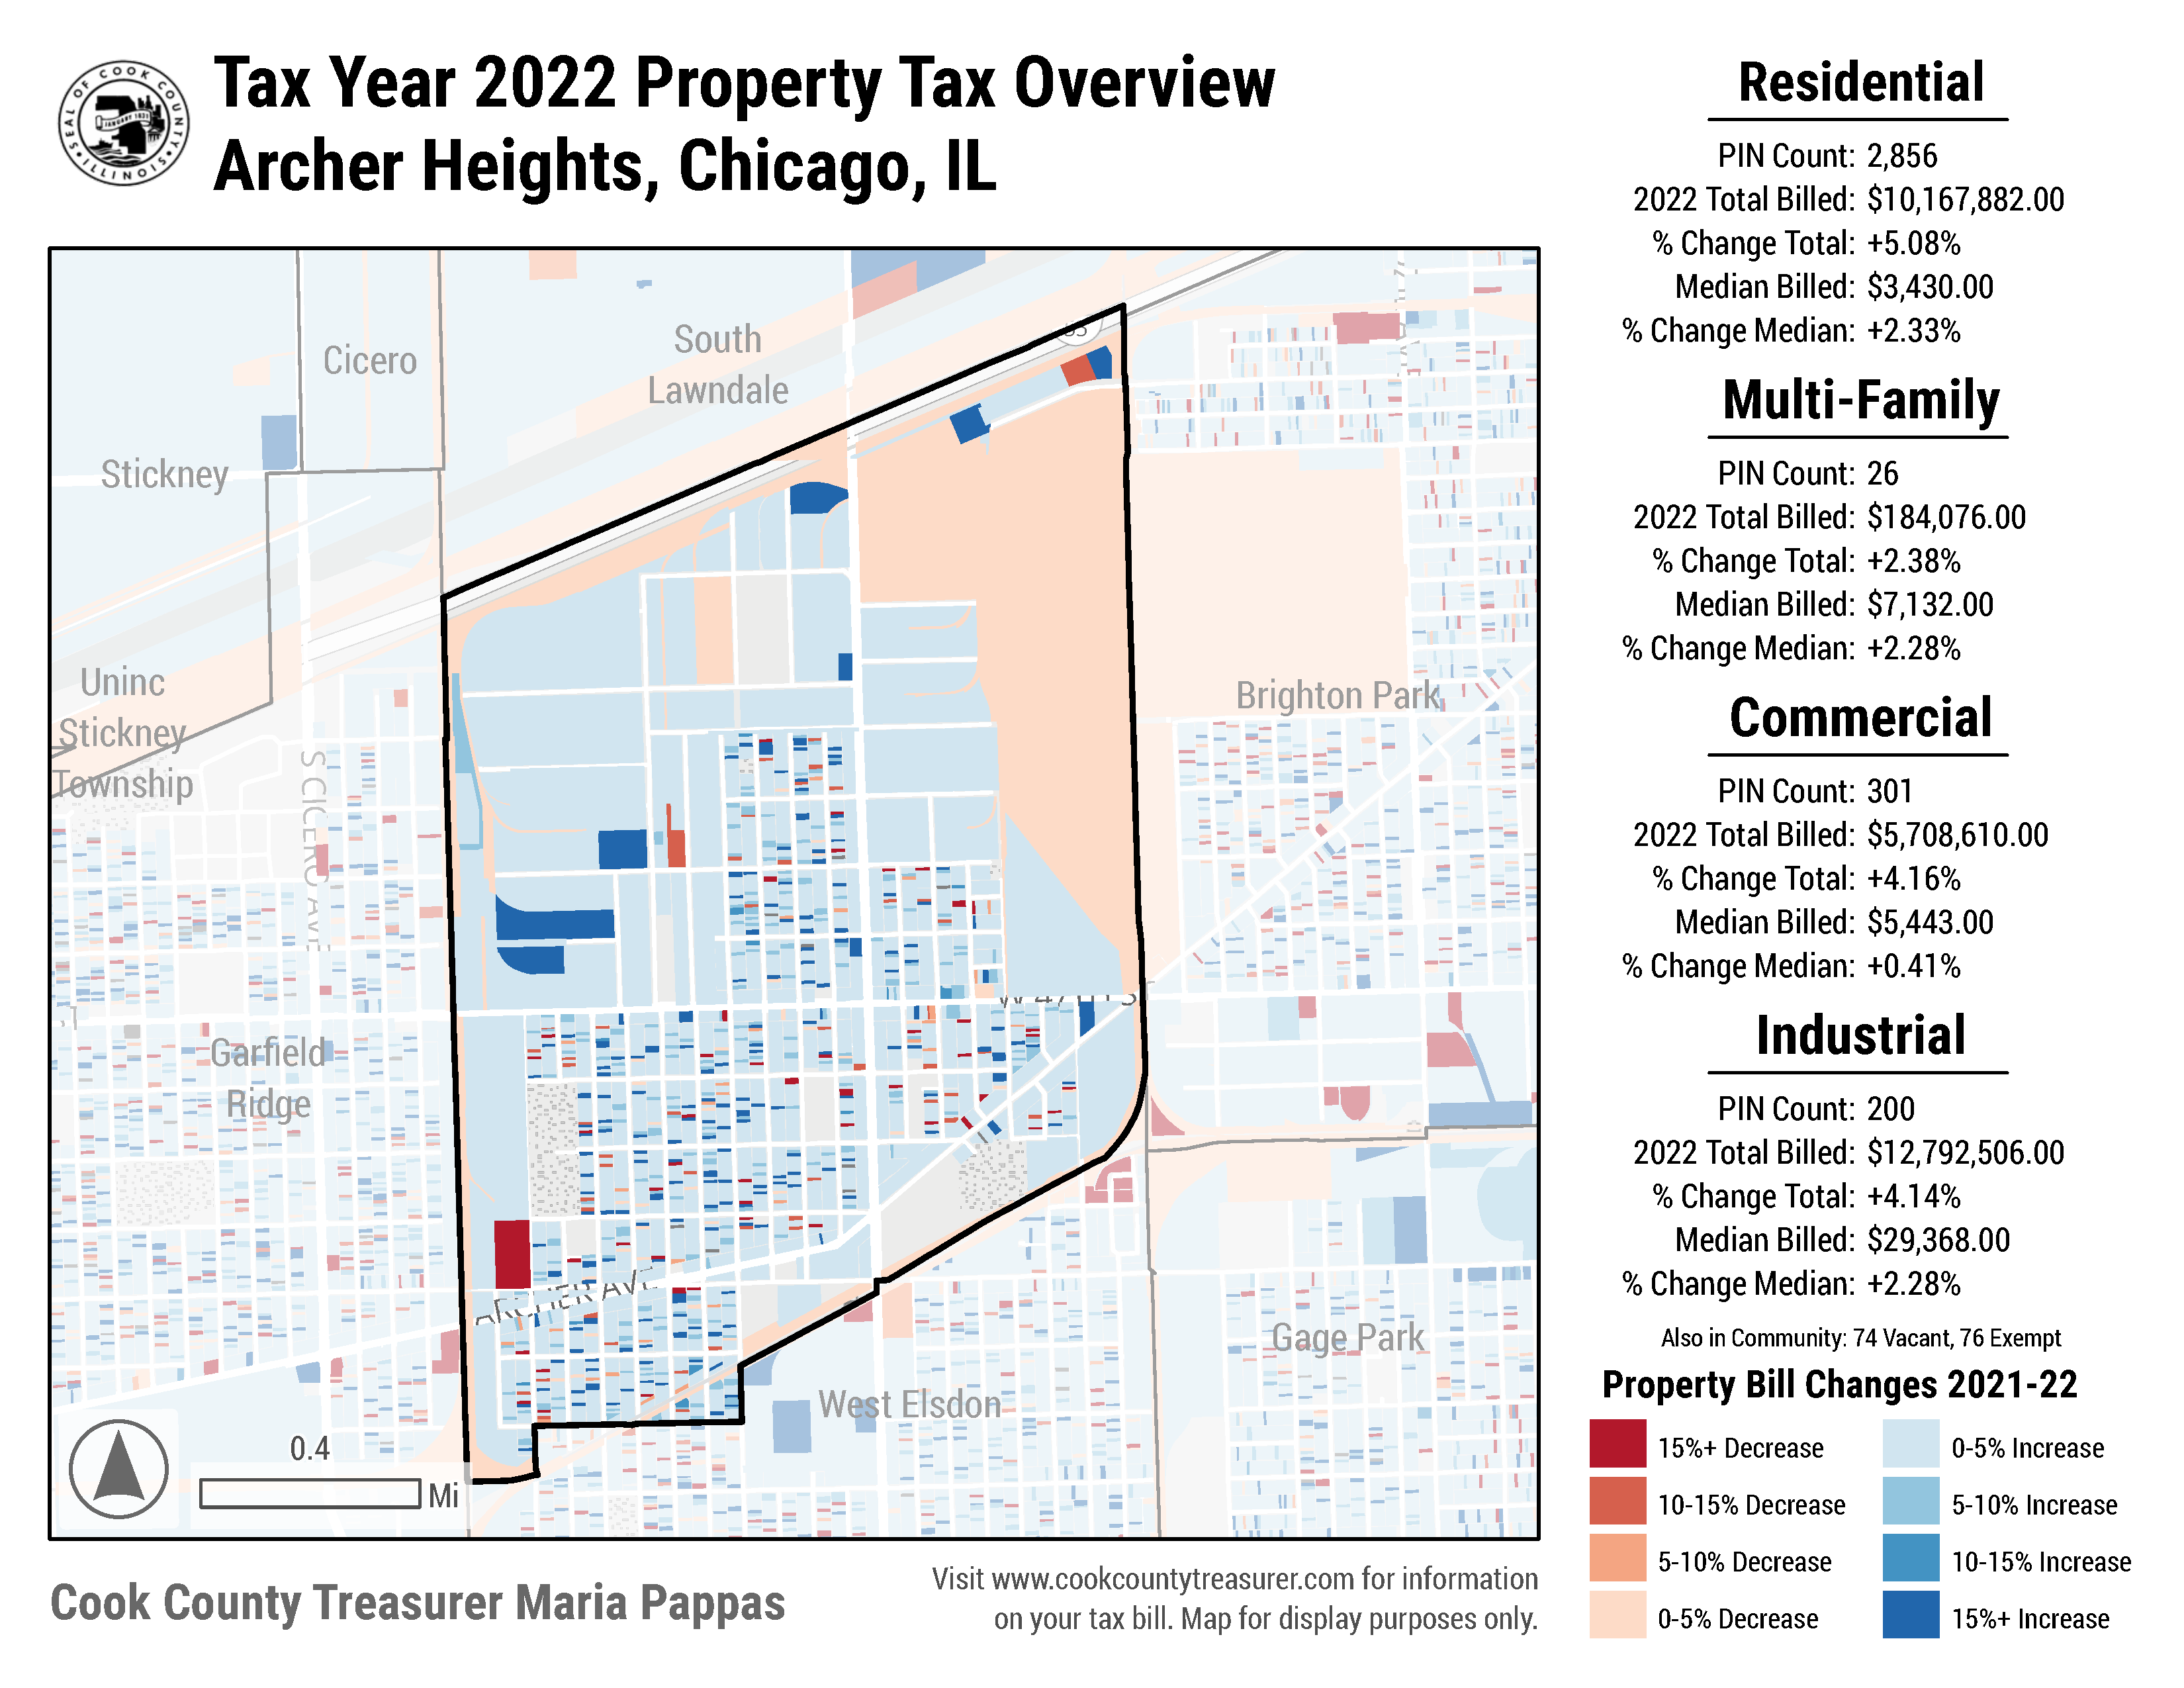 SEAL OF COOK COUNTY
ILLINOIS
JANUARY 1831
Tax Year 2022 Property Tax Overview
Archer Heights, Chicago, IL
Cicero
South
Lawndale
Stickney
Uninc
Stickney
Township
S CICERO AVE
Brighton Park
Garfield
Ridge
ARCHER AVE
Gage Park
West Elsdon
0.4
Mi
Cook County Treasurer Maria Pappas
Visit www.cookcountytreasurer.com for information
on your tax bill. Map for display purposes only.
Residential
PIN Count: 2,856
2022 Total Billed: $10,167,882.00
% Change Total: +5.08%
Median Billed: $3,430.00
% Change Median: +2.33%
Multi-Family
PIN Count: 26
2022 Total Billed: $184,076.00
% Change Total: +2.38%
Median Billed: $7,132.00
% Change Median: +2.28%
Commercial
PIN Count: 301
2022 Total Billed: $5,708,610.00
% Change Total: +4.16%
Median Billed: $5,443.00
% Change Median: +0.41%
Industrial
PIN Count: 200
2022 Total Billed: $12,792,506.00
% Change Total: +4.14%
Median Billed: $29,368.00
% Change Median: +2.28%
Also in Community: 74 Vacant, 76 Exempt
Property Bill Changes 2021-22
15%+ Decrease
0-5% Increase
10-15% Decrease
5-10% Increase
5-10% Decrease
10-15% Increase
0-5% Decrease
15%+ Increase